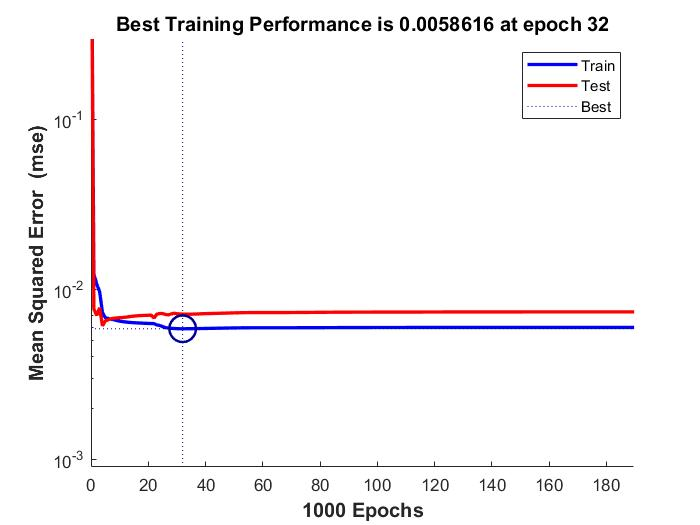 Best Training Performance is 0.0058616 at epoch 32
Train
Test
Best
Mean Squared Error (mse)
10-1
10-2
10-3
0 20 40 60 80 100 120 140 160 180
1000 Epochs